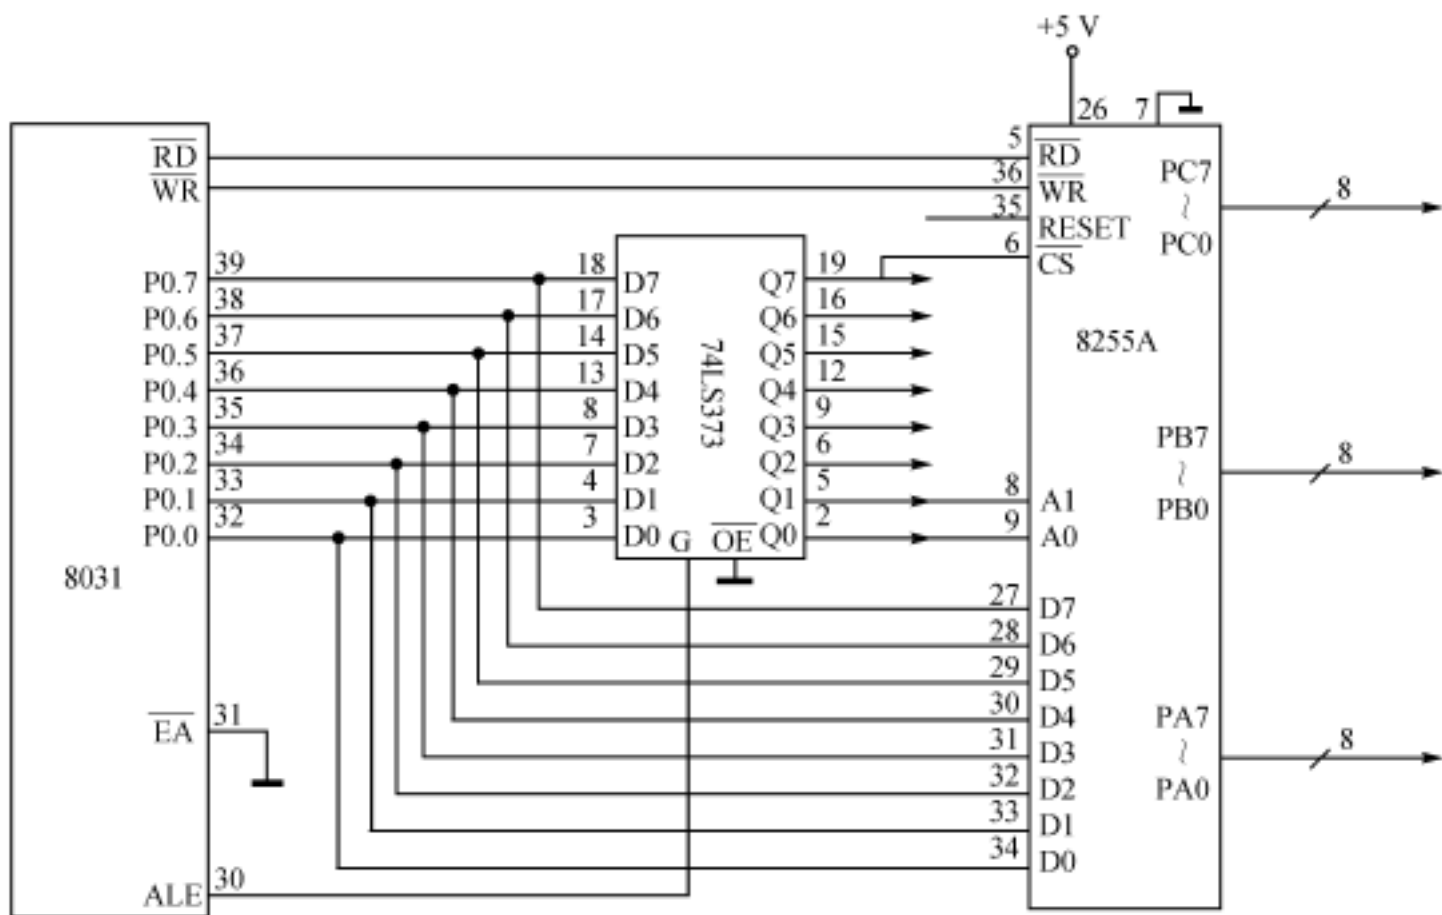 +5 V
26 7
RD
WR
P0.7 39
P0.6 38
P0.5 37
P0.4 36
P0.3 35
P0.2 34
P0.1 33
P0.0 32
8031
EA 31
ALE 30
18 D7
17 D6
14 D5
13 D4
8 D3
7 D2
4 D1
3 D0
G
OE
74LS373
Q7 19
Q6 16
Q5 15
Q4 12
Q3 9
Q2 6
Q1 5
Q0 2
5 RD
36 WR
35 RESET
6 CS
8255A
8 A1
9 A0
27 D7
28 D6
29 D5
30 D4
31 D3
32 D2
33 D1
34 D0
PC7
~
PC0
8
PB7
~
PB0
8
PA7
~
PA0
8